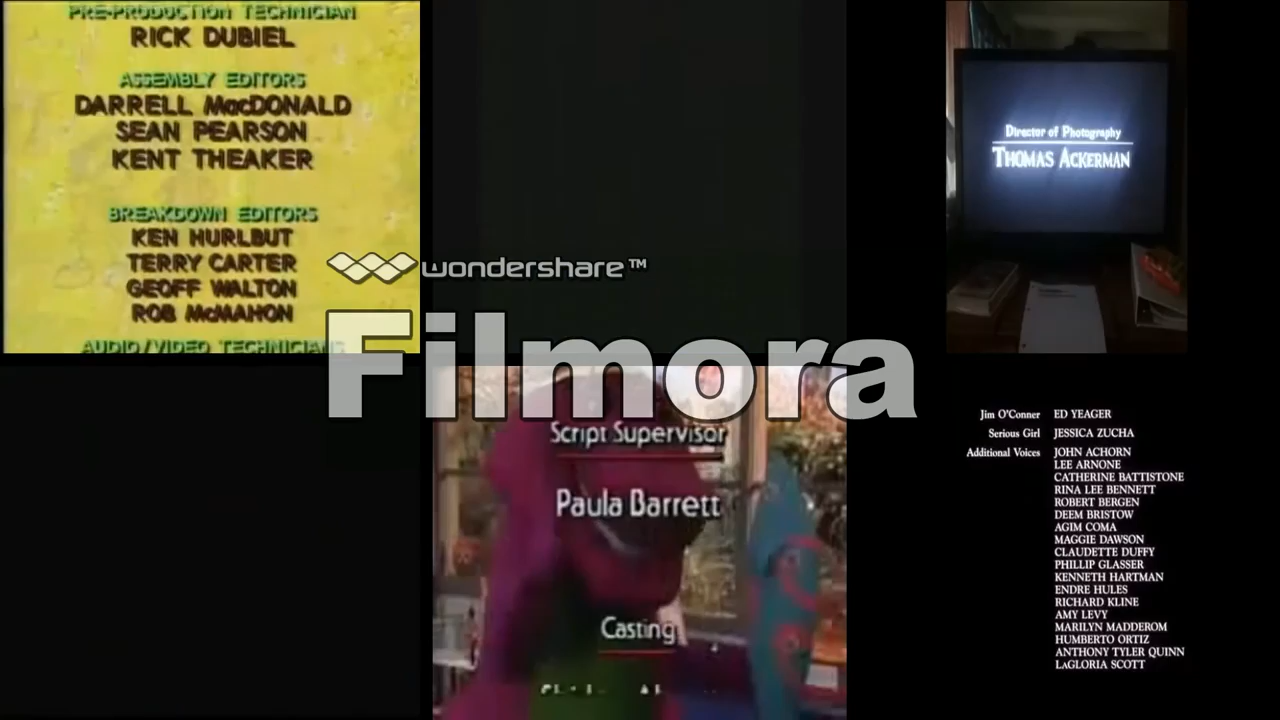 PRE-PRODUCTION TECHNICIAN
RICK DUBIEL
ASSEMBLY EDITORS
DARRELL MacDONALD
SEAN PEARSON
KENT THEAKER
BREAKDOWN EDITORS
KEN HURLBUT
TERRY CARTER
GEOFF WALTON
ROB McMAHON
AUDIO/VIDEO TECHNICIANS
Director of Photography
THOMAS ACKERMAN
wondershare™
Filmora
Script Supervisor
Paula Barrett
Casting
Jim O'Conner ED YEAGER
Serious Girl JESSICA ZUCHA
Additional Voices JOHN ACHORN
LEE ARNONE
CATHERINE BATTISTONE
RINA LEE BENNETT
ROBERT BERGEN
DEEM BRISTOW
AGIM COMA
MAGGIE DAWSON
CLAUDETTE DUFFY
PHILLIP GLASSER
KENNETH HARTMAN
ENDRE HULES
RICHARD KLINE
AMY LEVY
MARILYN MADDEROM
HUMBERTO ORTIZ
ANTHONY TYLER QUINN
LAGLORIA SCOTT